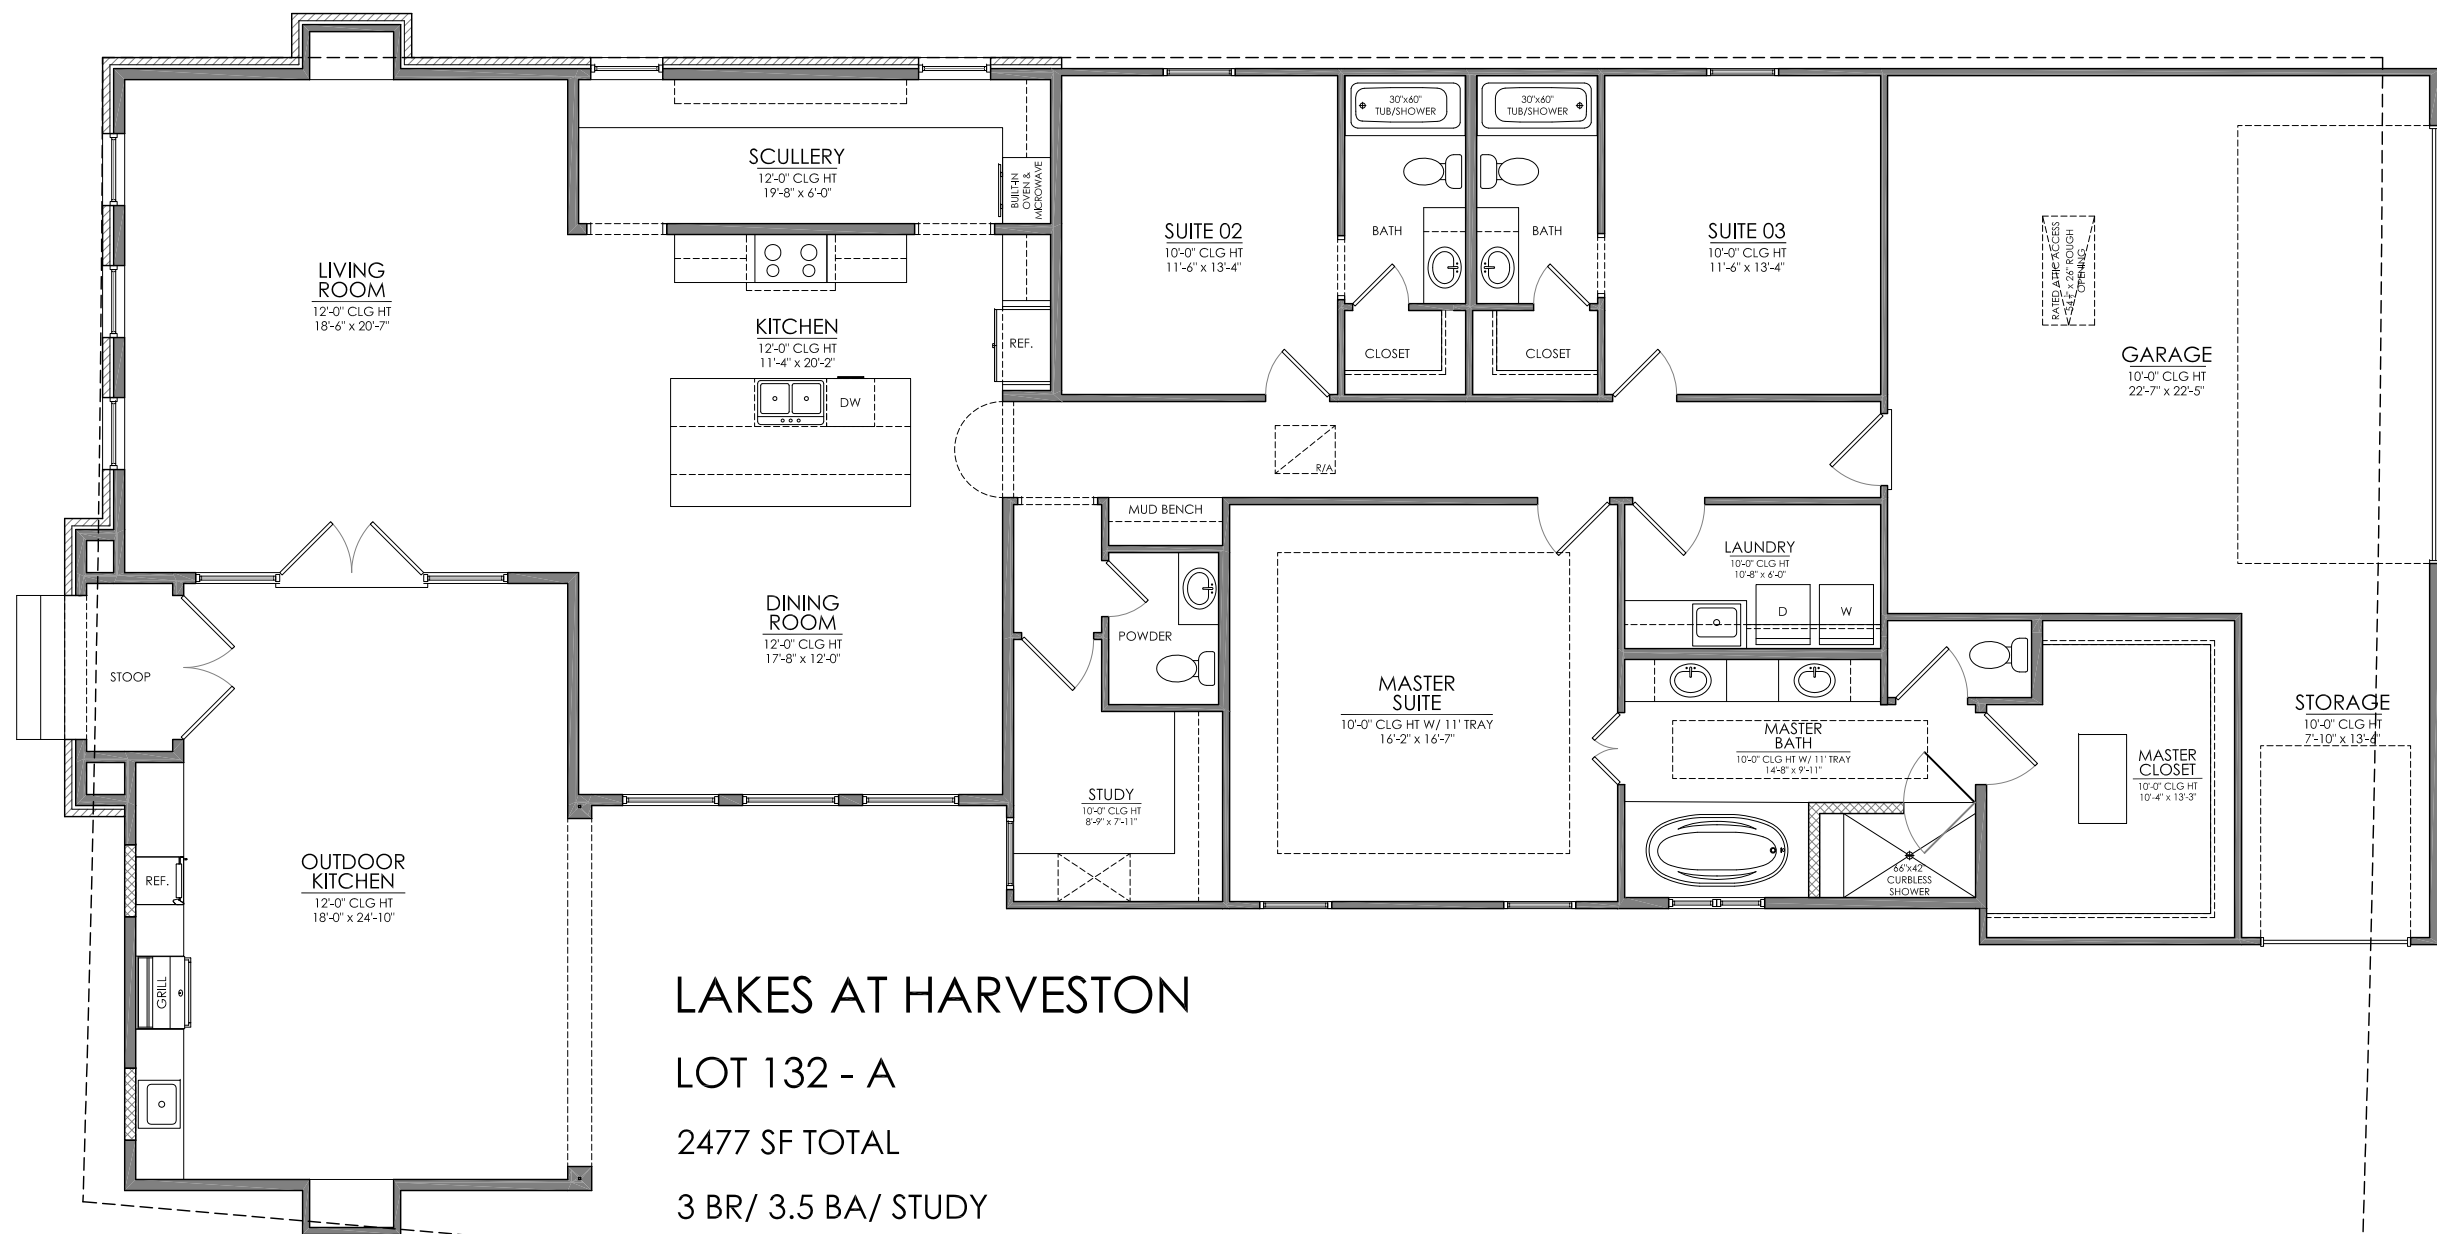 30"x60"
TUB/SHOWER
30"x60"
TUB/SHOWER
SCULLERY
12'-0" CLG HT
19'-8" x 6'-0"
BUILT-IN
OVEN &
MICROWAVE
SUITE 02
10'-0" CLG HT
11'-6" x 13'-4"
BATH
BATH
SUITE 03
10'-0" CLG HT
11'-6" x 13'-4"
RATED ATTIC ACCESS
x 26" ROUGH
OPENING
LIVING
ROOM
12'-0" CLG HT
18'-6" x 20'-7"
KITCHEN
12'-0" CLG HT
11'-4" x 20'-2"
REF.
CLOSET
CLOSET
GARAGE
10'-0" CLG HT
22'-7" x 22'-5"
DW
R/A
MUD BENCH
LAUNDRY
10'-0" CLG HT
10'-8" x 6'-0"
D
W
DINING
ROOM
12'-0" CLG HT
17'-8" x 12'-0"
POWDER
STOOP
MASTER
SUITE
10'-0" CLG HT W/ 11' TRAY
16'-2" x 16'-7"
MASTER
BATH
10'-0" CLG HT W/ 11' TRAY
14'-8" x 9'-11"
STORAGE
10'-0" CLG HT
7'-10" x 13'-6"
MASTER
CLOSET
10'-0" CLG HT
10'-4" x 13'-3"
STUDY
10'-0" CLG HT
8'-9" x 7'-11"
OUTDOOR
KITCHEN
12'-0" CLG HT
18'-0" x 24'-10"
REF.
66"x42"
CURBLESS
SHOWER
GRILL
LAKES AT HARVESTON
LOT 132 - A
2477 SF TOTAL
3 BR/ 3.5 BA/ STUDY